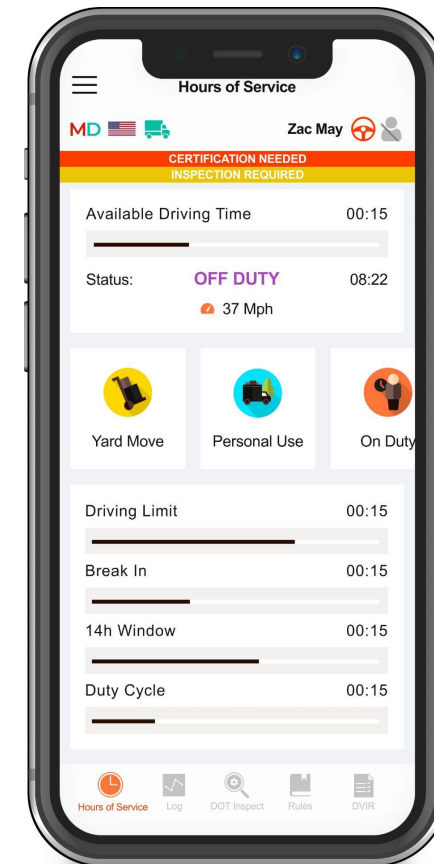 Hours of Service
MD Zac May
CERTIFICATION NEEDED
INSPECTION REQUIRED
Available Driving Time 00:15
Status: OFF DUTY 08:22
37 Mph
Yard Move Personal Use On Duty
Driving Limit 00:15
Break In 00:15
14h Window 00:15
Duty Cycle 00:15
Hours of Service Log DOT Inspect Rules DVIR